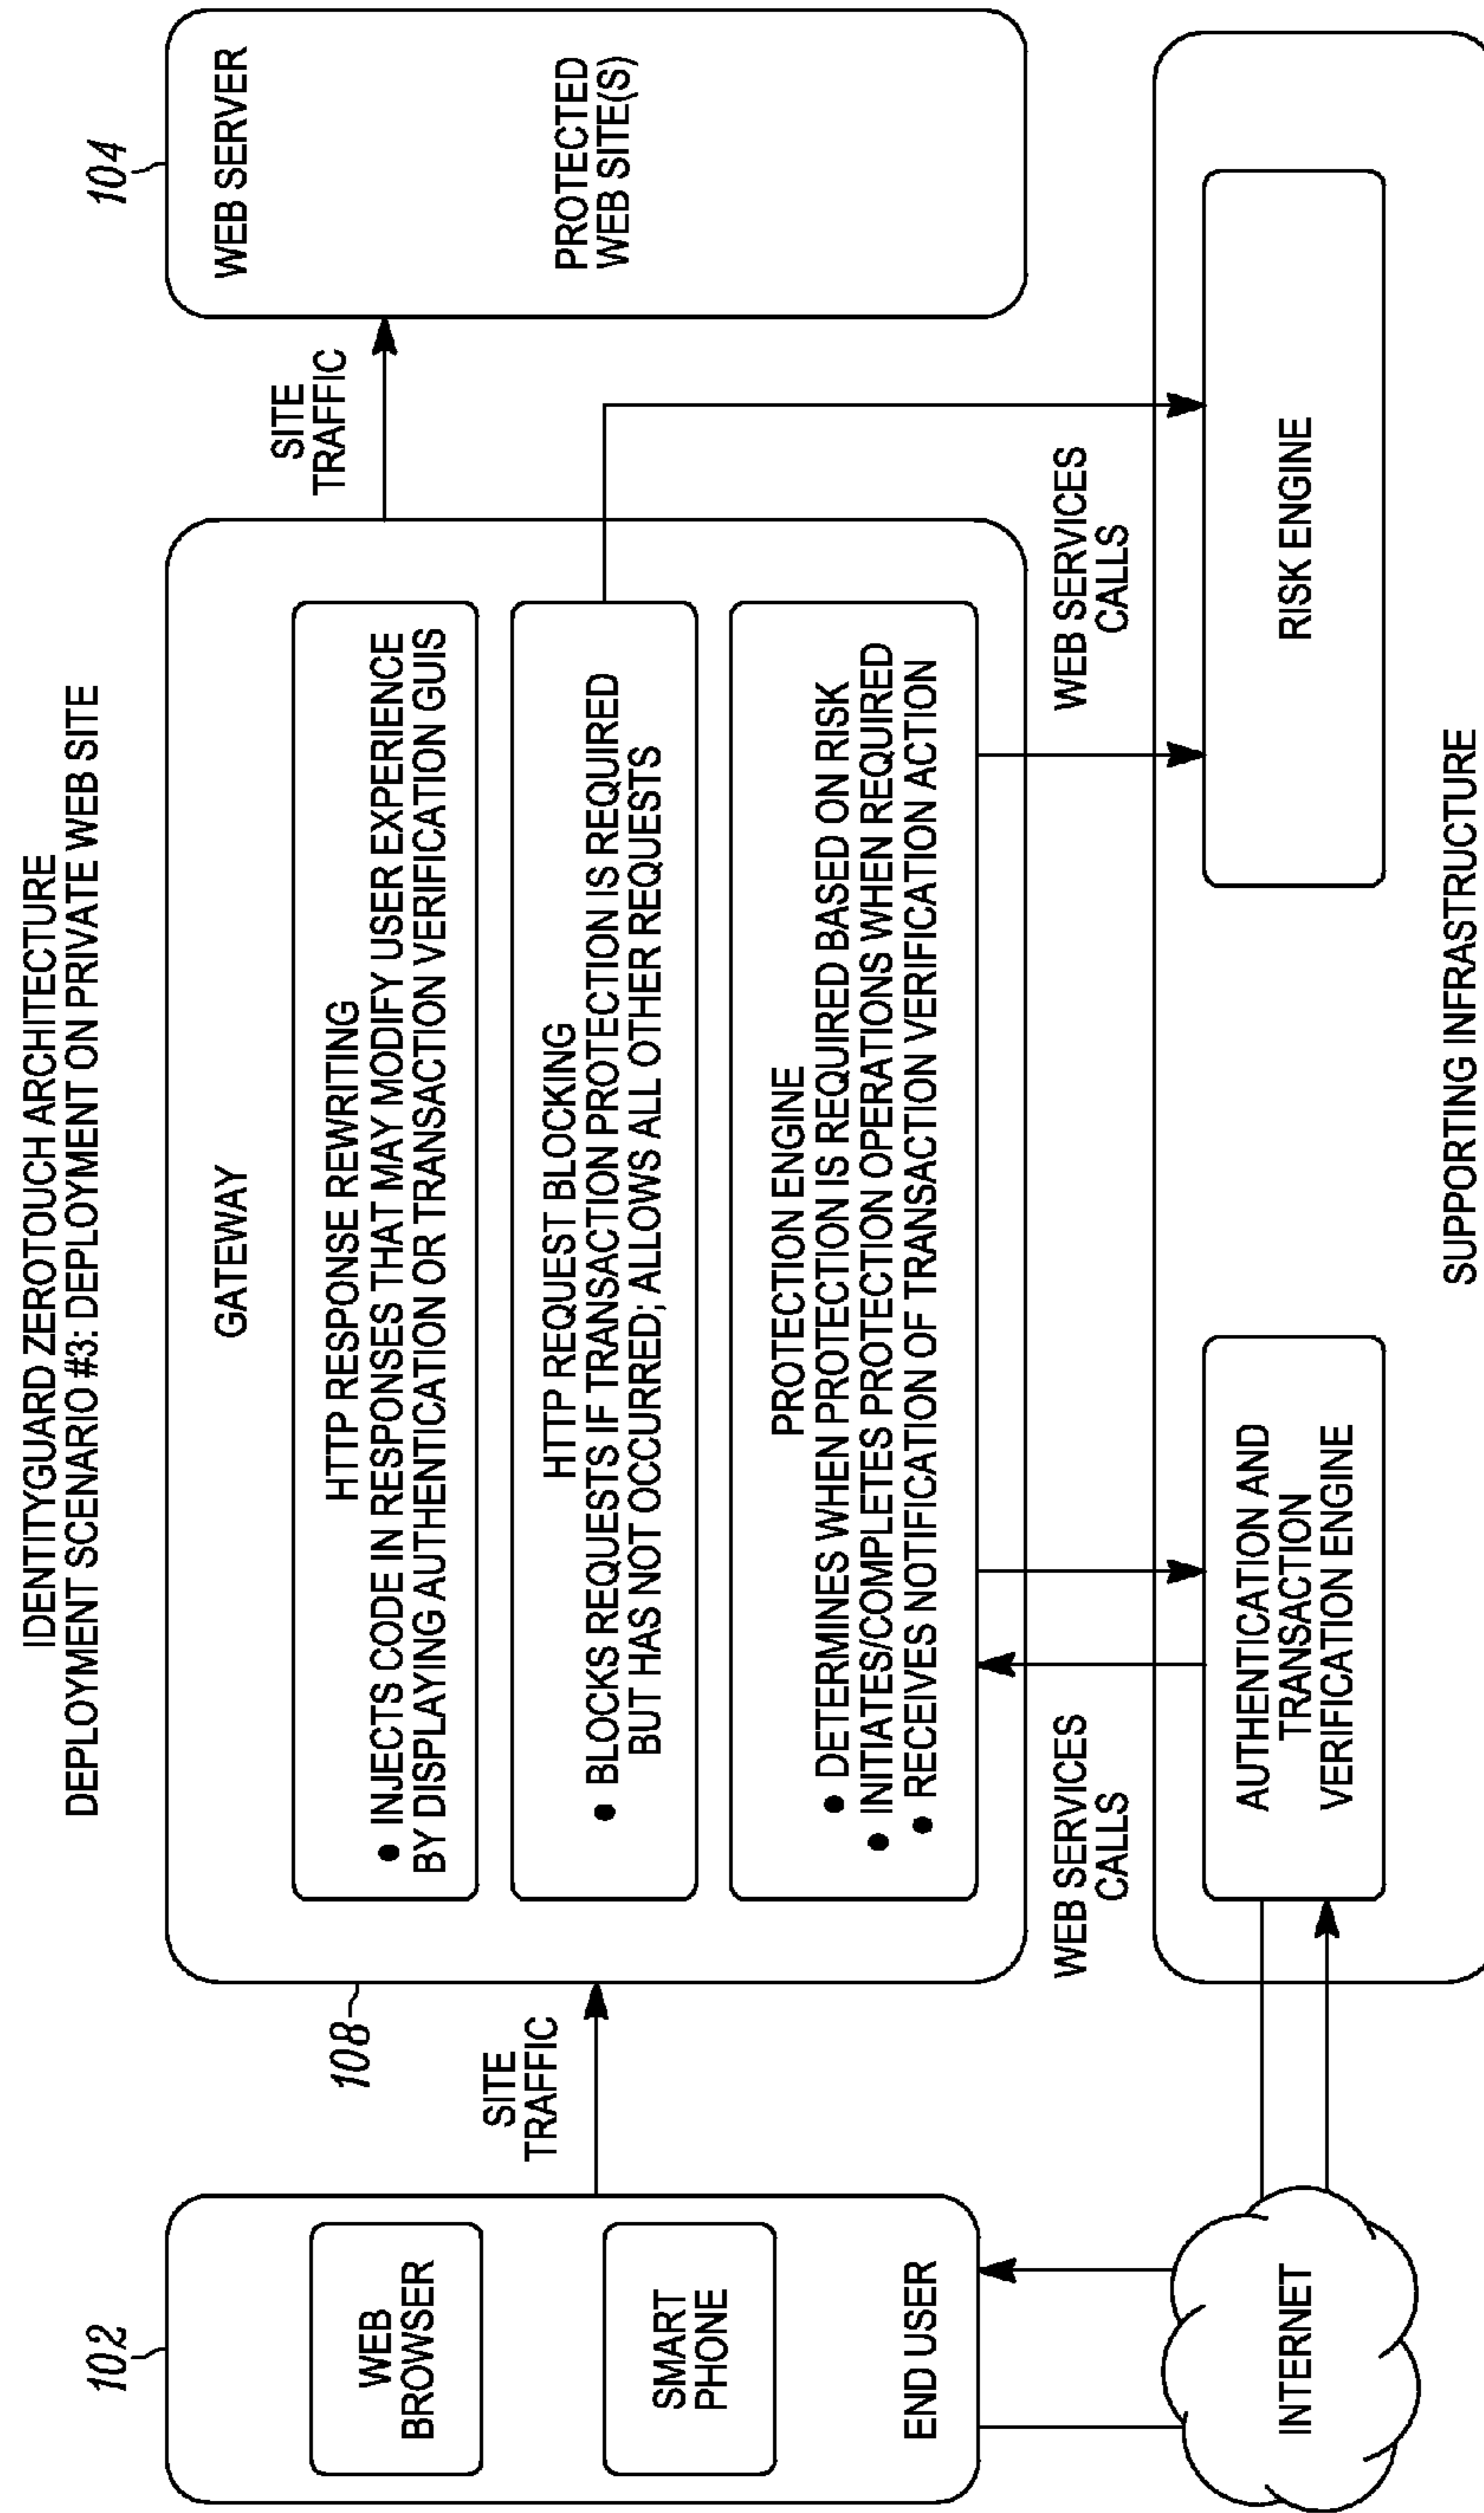 IDENTITYGUARD ZEROTOUCH ARCHITECTURE
DEPLOYMENT SCENARIO #3: DEPLOYMENT ON PRIVATE WEB SITE
102
WEB
BROWSER
SMART
PHONE
END USER
SITE
TRAFFIC
108
GATEWAY
HTTP RESPONSE REWRITING
• INJECTS CODE IN RESPONSES THAT MAY MODIFY USER EXPERIENCE
BY DISPLAYING AUTHENTICATION OR TRANSACTION VERIFICATION GUIS
HTTP REQUEST BLOCKING
• BLOCKS REQUESTS IF TRANSACTION PROTECTION IS REQUIRED
BUT HAS NOT OCCURRED; ALLOWS ALL OTHER REQUESTS
PROTECTION ENGINE
• DETERMINES WHEN PROTECTION IS REQUIRED BASED ON RISK
• INITIATES/COMPLETES PROTECTION OPERATIONS WHEN REQUIRED
• RECEIVES NOTIFICATION OF TRANSACTION VERIFICATION ACTION
SITE
TRAFFIC
104
WEB SERVER
PROTECTED
WEB SITE(S)
WEB SERVICES
CALLS
WEB SERVICES
CALLS
INTERNET
AUTHENTICATION AND
TRANSACTION
VERIFICATION ENGINE
RISK ENGINE
SUPPORTING INFRASTRUCTURE